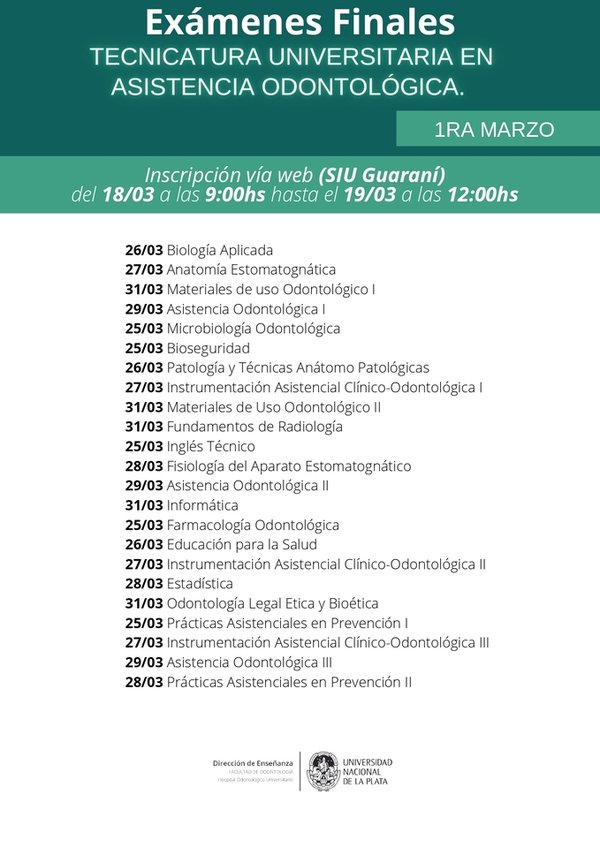 Exámenes Finales
TECNICATURA UNIVERSITARIA EN
ASISTENCIA ODONTOLÓGICA.
1RA MARZO
Inscripción vía web (SIU Guaraní)
del 18/03 a las 9:00hs hasta el 19/03 a las 12:00hs
26/03 Biología Aplicada
27/03 Anatomía Estomatognática
31/03 Materiales de uso Odontológico I
29/03 Asistencia Odontológica I
25/03 Microbiología Odontológica
25/03 Bioseguridad
26/03 Patología y Técnicas Anátomo Patológicas
27/03 Instrumentación Asistencial Clínico-Odontológica I
31/03 Materiales de Uso Odontológico II
31/03 Fundamentos de Radiología
25/03 Inglés Técnico
28/03 Fisiología del Aparato Estomatognático
29/03 Asistencia Odontológica II
31/03 Informática
25/03 Farmacología Odontológica
26/03 Educación para la Salud
27/03 Instrumentación Asistencial Clínico-Odontológica II
28/03 Estadística
31/03 Odontología Legal Etica y Bioética
25/03 Prácticas Asistenciales en Prevención I
27/03 Instrumentación Asistencial Clínico-Odontológica III
29/03 Asistencia Odontológica III
28/03 Prácticas Asistenciales en Prevención II
Dirección de Enseñanza
FACULTAD DE ODONTOLOGÍA
Hospital Odontológico Universitario
UNIVERSIDAD
NACIONAL
DE LA PLATA